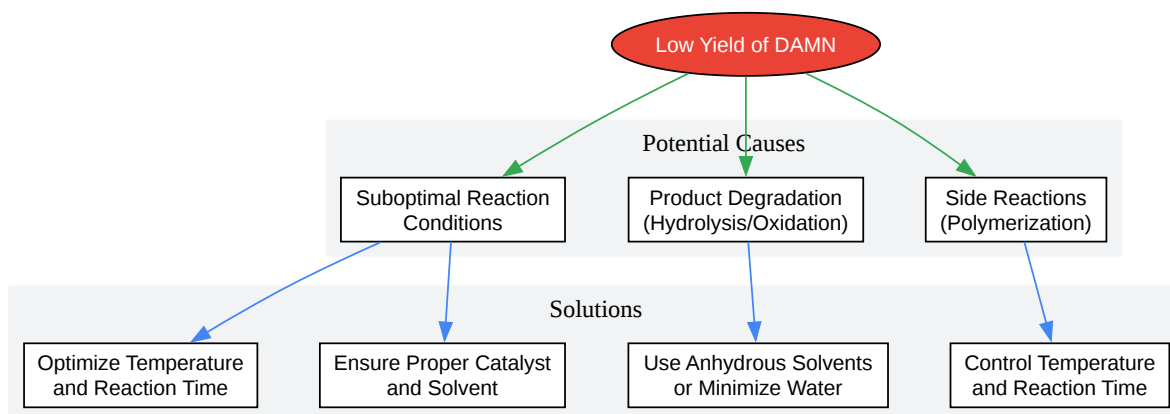 Low Yield of DAMN
Potential Causes
Suboptimal Reaction
Conditions
Product Degradation
(Hydrolysis/Oxidation)
Side Reactions
(Polymerization)
Solutions
Optimize Temperature
and Reaction Time
Ensure Proper Catalyst
and Solvent
Use Anhydrous Solvents
or Minimize Water
Control Temperature
and Reaction Time